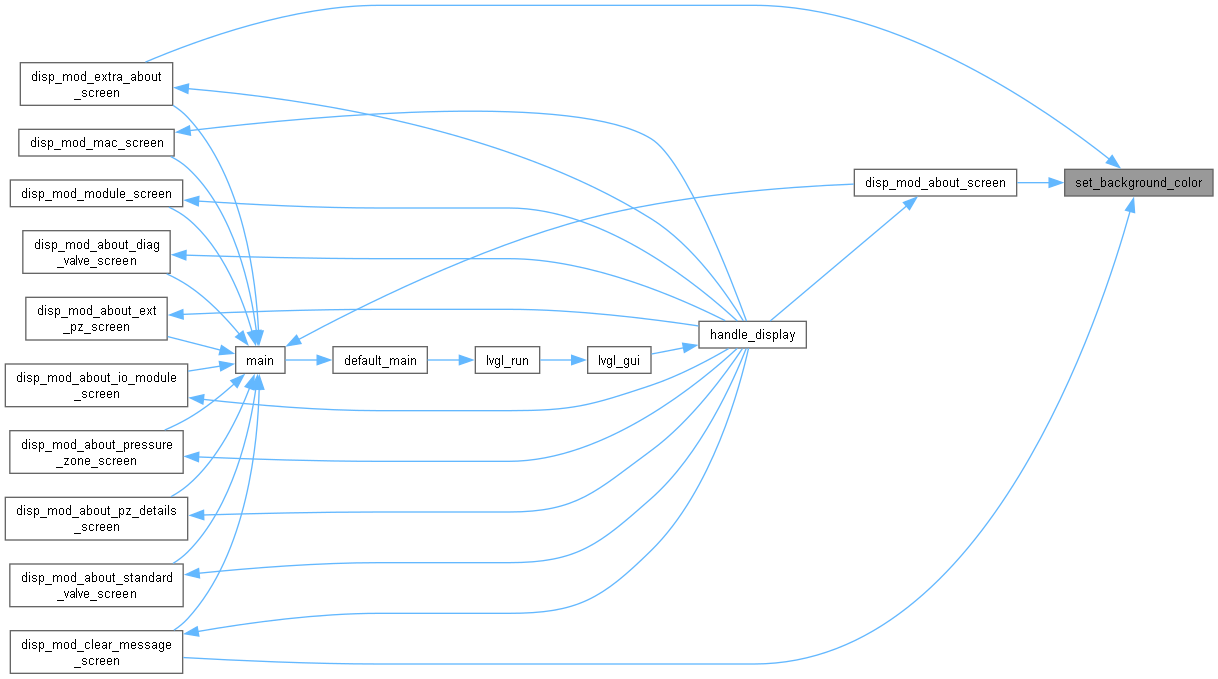 disp_mod_extra_about
_screen
disp_mod_mac_screen
disp_mod_module_screen
disp_mod_about_diag
_valve_screen
disp_mod_about_ext
_pz_screen
disp_mod_about_io_module
_screen
disp_mod_about_pressure
_zone_screen
disp_mod_about_pz_details
_screen
disp_mod_about_standard
_valve_screen
disp_mod_clear_message
_screen
main
default_main
lvgl_run
lvgl_gui
handle_display
disp_mod_about_screen
set_background_color